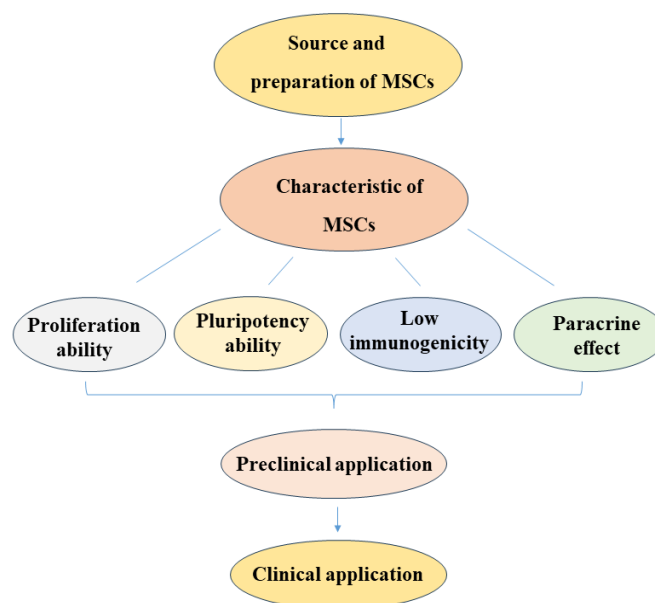 Source and
preparation of MSCs
Characteristic of
MSCs
Proliferation
ability
Pluripotency
ability
Low
immunogenicity
Paracrine
effect
Preclinical application
Clinical application